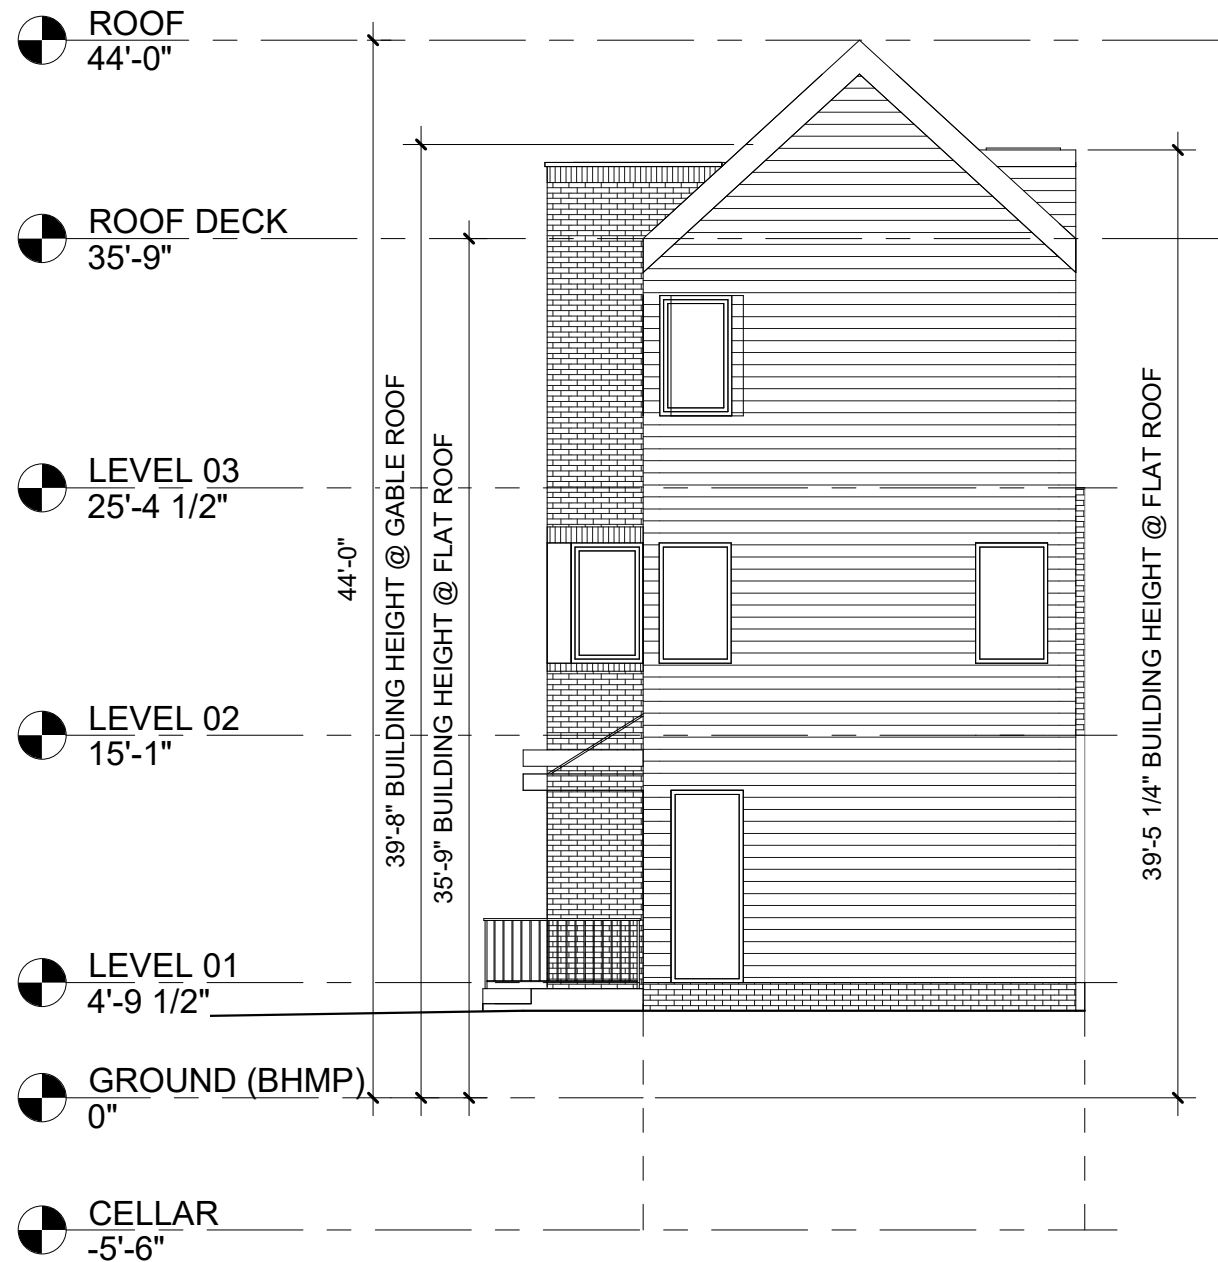 ROOF
44'-0"
ROOF DECK
35'-9"
LEVEL 03
25'-4 1/2"
44'-0"
39'-8" BUILDING HEIGHT @ GABLE ROOF
35'-9" BUILDING HEIGHT @ FLAT ROOF
39'-5 1/4" BUILDING HEIGHT @ FLAT ROOF
LEVEL 02
15'-1"
LEVEL 01
4'-9 1/2"
GROUND (BHMP)
0"
CELLAR
-5'-6"